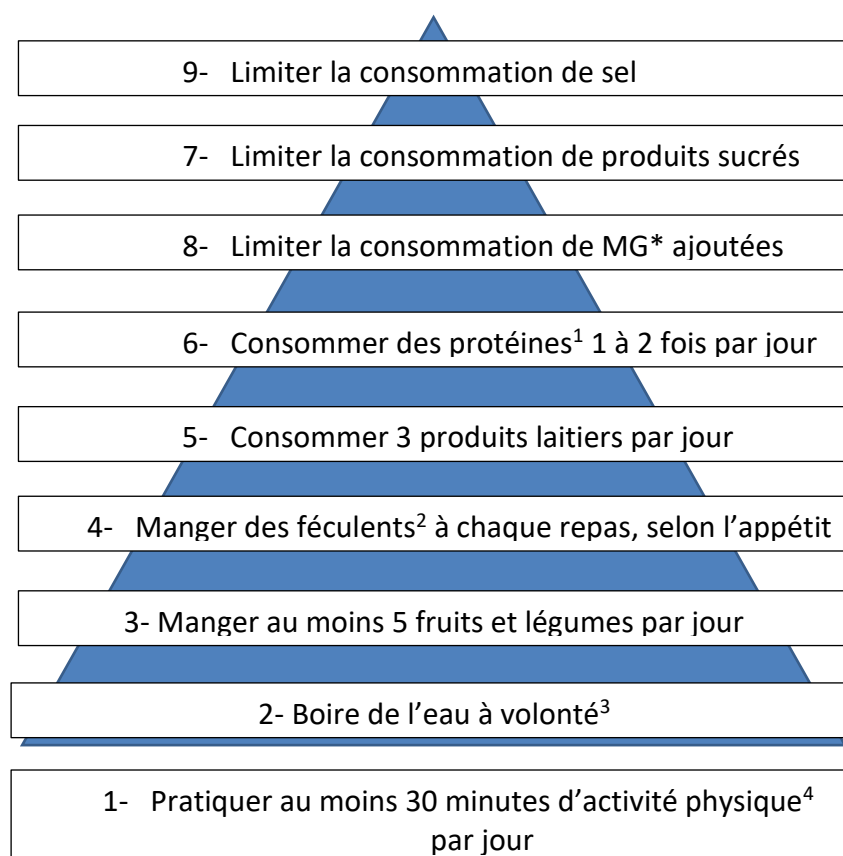 9- Limiter la consommation de sel
7- Limiter la consommation de produits sucrés
8- Limiter la consommation de MG* ajoutées
6- Consommer des protéines¹ 1 à 2 fois par jour
5- Consommer 3 produits laitiers par jour
4- Manger des féculents² à chaque repas, selon l’appétit
3- Manger au moins 5 fruits et légumes par jour
2- Boire de l’eau à volonté³
1- Pratiquer au moins 30 minutes d’activité physique⁴
par jour